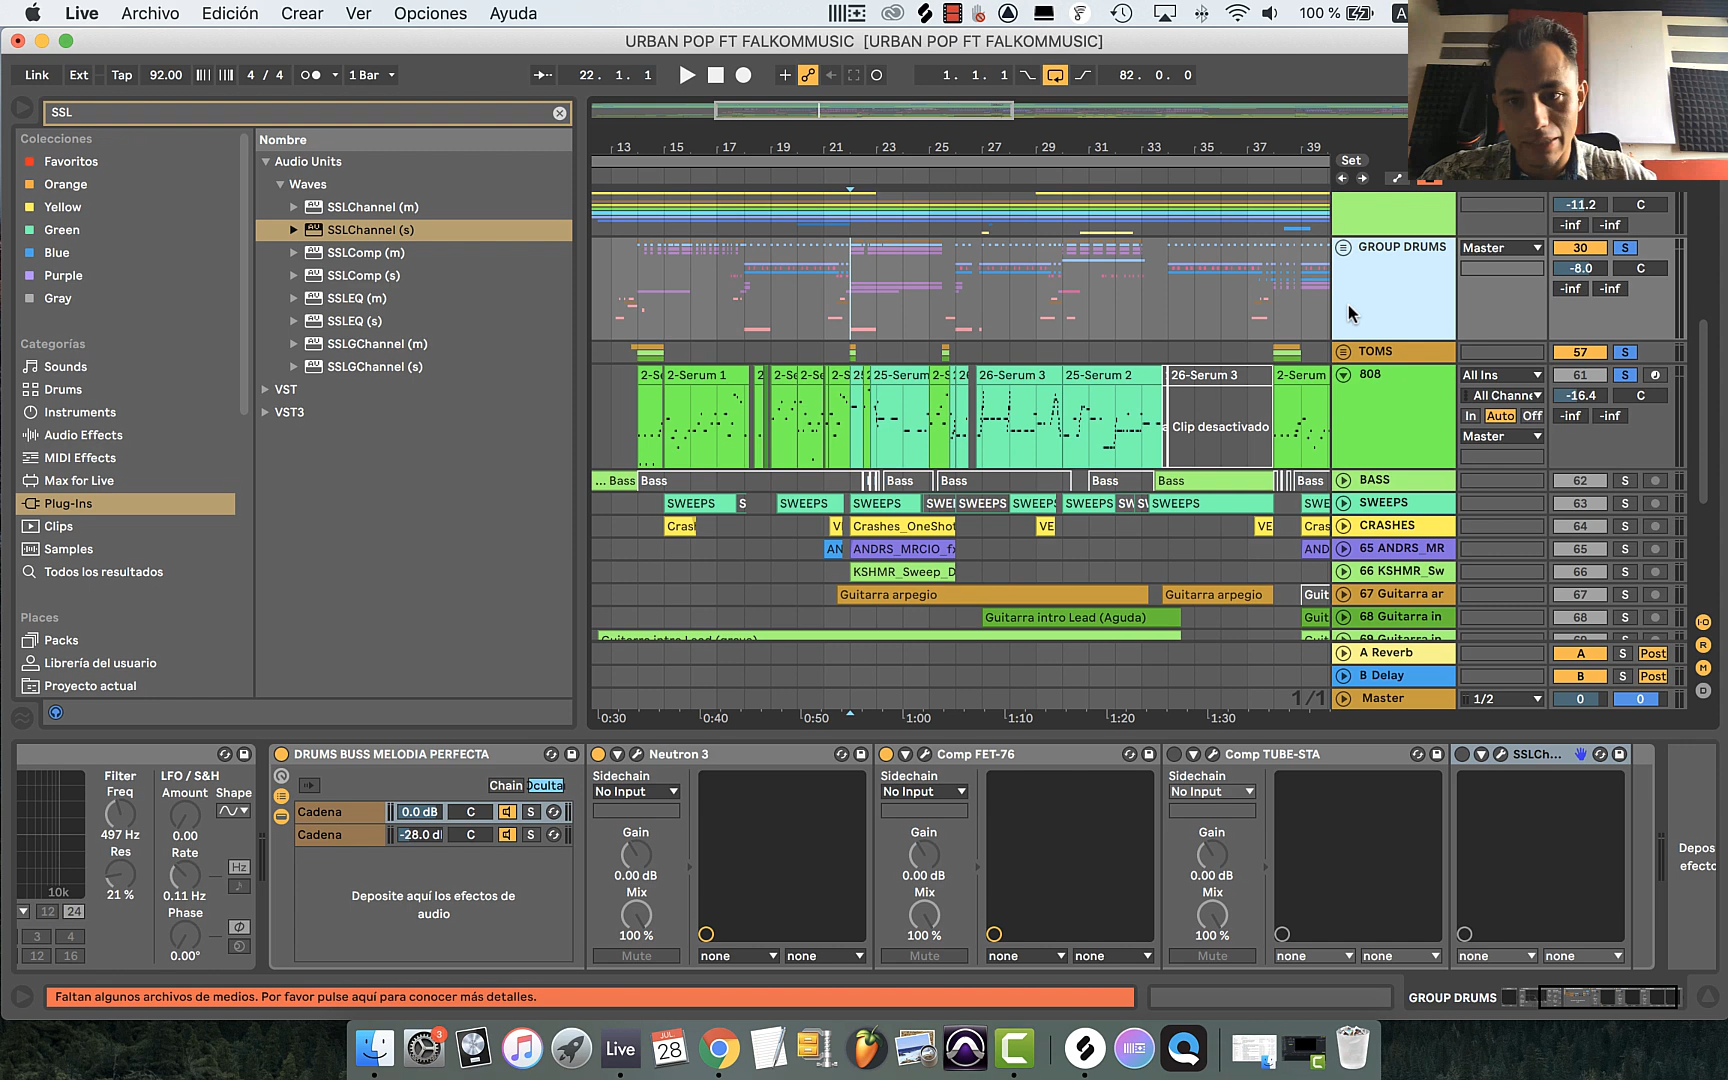 Live Archivo Edición Crear Ver Opciones Ayuda 100 %
URBAN POP FT FALKOMMUSIC [URBAN POP FT FALKOMMUSIC]
Link Ext Tap 92.00 4 / 4 1 Bar 22. 1. 1 1. 1. 1 82. 0. 0
SSL
Colecciones
Favoritos
Orange
Yellow
Green
Blue
Purple
Gray
Categorías
Sounds
Drums
Instruments
Audio Effects
MIDI Effects
Max for Live
Plug-Ins
Clips
Samples
Todos los resultados
Places
Packs
Librería del usuario
Proyecto actual
Nombre
Audio Units
Waves
SSLChannel (m)
SSLChannel (s)
SSLComp (m)
SSLComp (s)
SSLEQ (m)
SSLEQ (s)
SSLGChannel (m)
SSLGChannel (s)
VST
VST3
13 15 17 19 21 23 25 27 29 31 33 35 37 39
Set
-11.2 C
-inf -inf
GROUP DRUMS Master 30 S
-8.0 C
-inf -inf
TOMS 57 S
2-Serum 1 25-Serum 26-Serum 3 25-Serum 2 26-Serum 3 2-Serum
Clip desactivado
808 All Ins 61 S
All Channe -16.4 C
In Auto Off -inf -inf
Master
... Bass Bass Bass Bass Bass Bass Bass BASS 62 S
SWEEPS S SWEEPS SWEEPS SWEE SWEEPS SWEEPS SWEEPS SW SWEEPS SWEEPS 63 S
Cras Crashes_OneShot VE VE Cras CRASHES 64 S
AN ANDRS_MRCIO_fx AND 65 ANDRS_MR 65 S
KSHMR_Sweep_D 66 KSHMR_Sw 66 S
Guitarra arpegio Guitarra arpegio Guit 67 Guitarra ar 67 S
Guitarra intro Lead (Aguda) Guit 68 Guitarra in 68 S
Guitarra intro Lead (grave) Guit 69 Guitarra in 69 S
A Reverb A S Post
B Delay B S Post
1/1 Master 1/2 0 0
0:30 0:40 0:50 1:00 1:10 1:20 1:30
Filter
Freq
497 Hz
Res
21 %
10k
12 24
3 4
12 16
LFO / S&H
Amount Shape
0.00
Rate
0.11 Hz
Hz
Phase
0.00°
DRUMS BUSS MELODIA PERFECTA
Chain Oculta
Cadena 0.0 dB C S
Cadena -28.0 d C S
Deposite aquí los efectos de
audio
Neutron 3
Sidechain
No Input
Gain
0.00 dB
Mix
100 %
Mute
none none
Comp FET-76
Sidechain
No Input
Gain
0.00 dB
Mix
100 %
Mute
none none
Comp TUBE-STA
Sidechain
No Input
Gain
0.00 dB
Mix
100 %
Mute
none none
SSLCh...
none none
Depos
efecto
I·O
R
M
D
Faltan algunos archivos de medios. Por favor pulse aquí para conocer más detalles.
GROUP DRUMS
3
Live
JUL
28